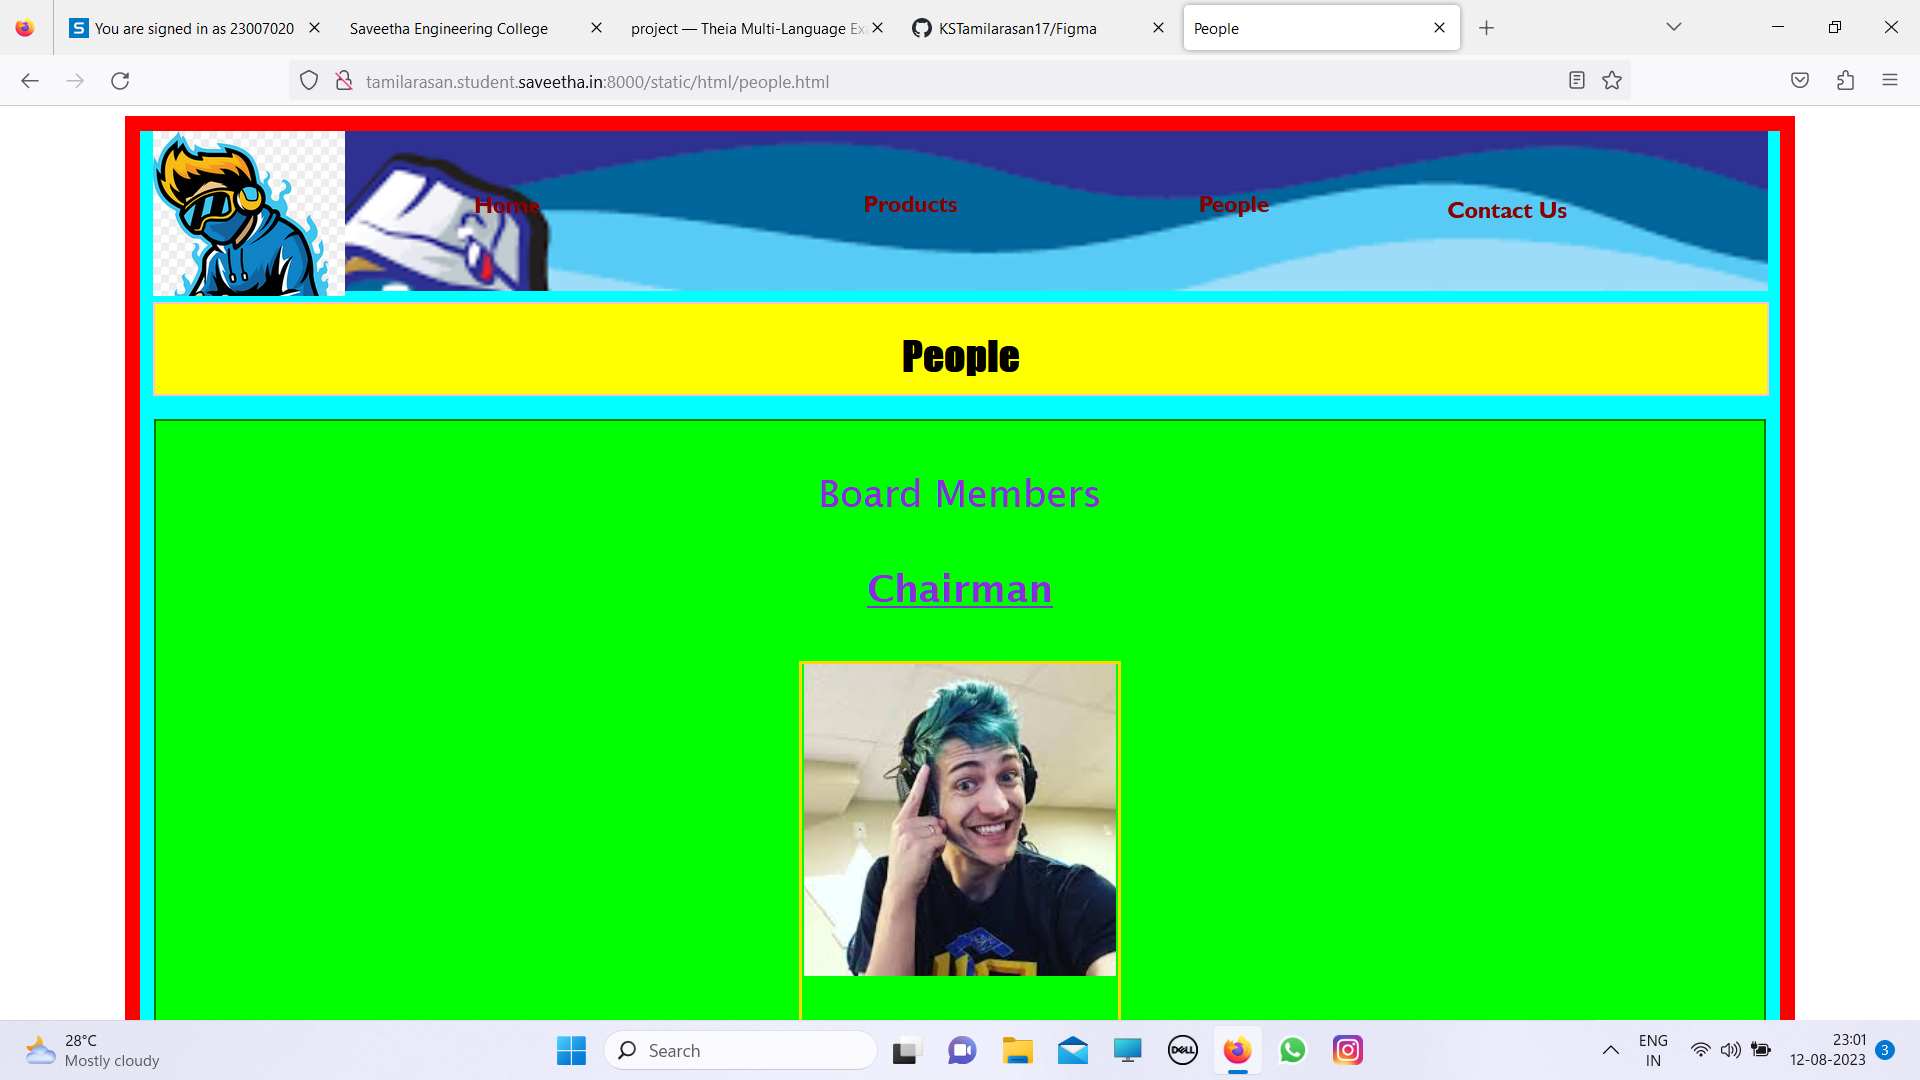 You are signed in as 23007020
Saveetha Engineering College
project — Theia Multi-Language Ex
KSTamilarasan17/Figma
People
tamilarasan.student.saveetha.in:8000/static/html/people.html
Home
Products
People
Contact Us
People
Board Members
Chairman
28°C
Mostly cloudy
Search
DELL
ENG
IN
23:01
12-08-2023
3